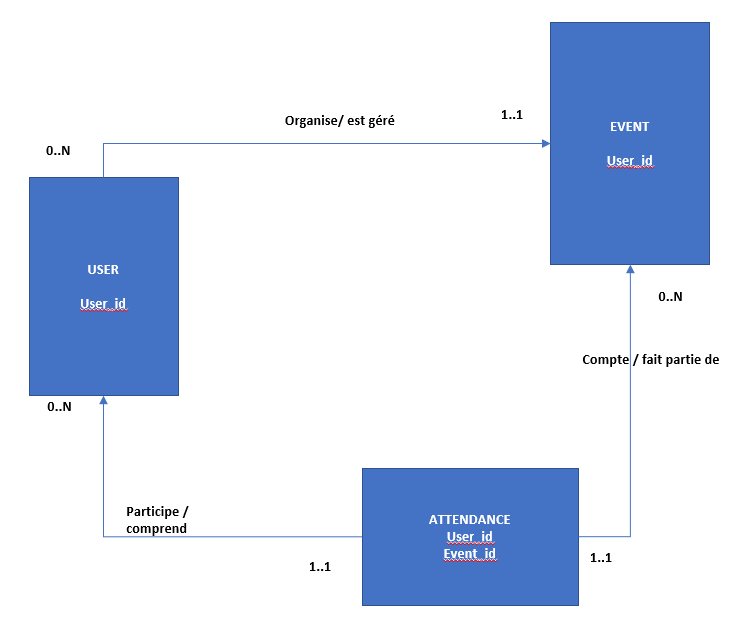 EVENT
User_id
Organise/ est géré
1..1
0..N
USER
User_id
0..N
Compte / fait partie de
0..N
Participe /
comprend
1..1
ATTENDANCE
User_id
Event_id
1..1